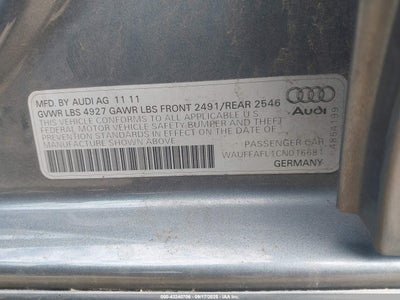 MFD. BY AUDI AG 11 11
GVWR LBS 4927 GAWR LBS FRONT 2491/REAR 2546
THIS VEHICLE CONFORMS TO ALL APPLICABLE U S
FEDERAL MOTOR VEHICLE SAFETY BUMPER AND THEFT
PREVENTION STANDARDS IN EFFECT ON THE DATE OF
MANUFACTURE SHOWN ABOVE
Audi
PASSENGER CAR
WAUFFAFL1CN016681
GERMANY
4854199